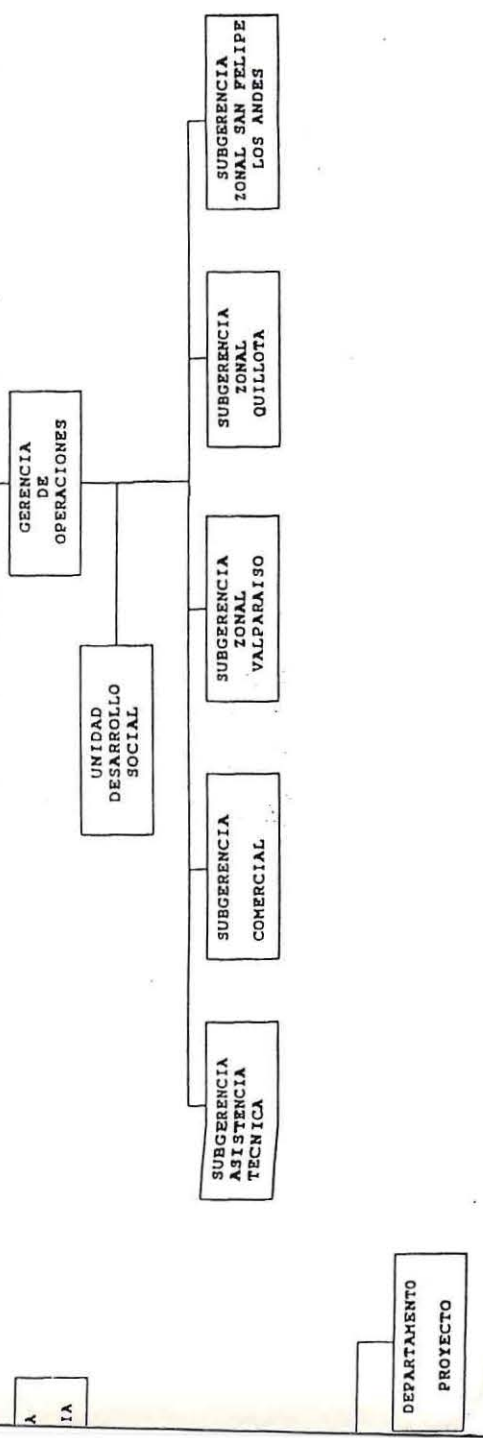 GERENCIA
DE
OPERACIONES
UNIDAD
DESARROLLO
SOCIAL
SUBGERENCIA
ASISTENCIA
TECNICA
SUBGERENCIA
COMERCIAL
SUBGERENCIA
ZONAL
VALPARAISO
SUBGERENCIA
ZONAL
QUILLOTA
SUBGERENCIA
ZONAL SAN FELIPE
LOS ANDES
A
IA
DEPARTAMENTO
PROYECTO